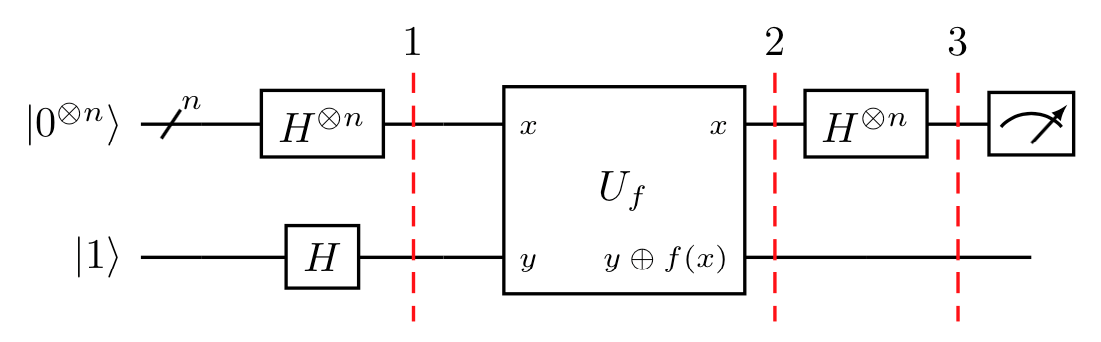 1 2 3
|0⊗n⟩ n H⊗n x x H⊗n
U_f
|1⟩ H y y ⊕ f(x)